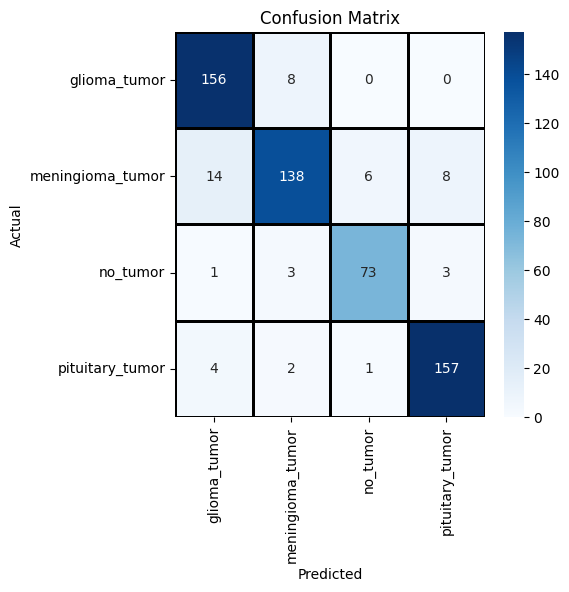 Confusion Matrix
Actual
glioma_tumor 156 8 0 0
meningioma_tumor 14 138 6 8
no_tumor 1 3 73 3
pituitary_tumor 4 2 1 157
glioma_tumor meningioma_tumor no_tumor pituitary_tumor
Predicted
140
120
100
80
60
40
20
0